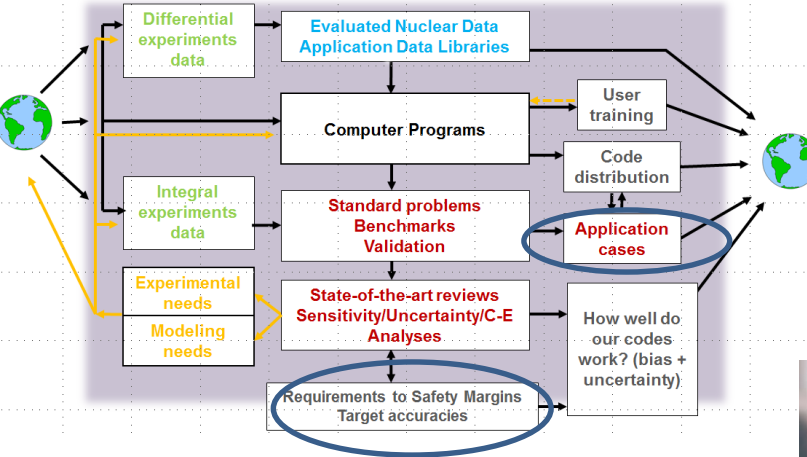 Differential
experiments
data
Evaluated Nuclear Data
Application Data Libraries
User
training
Computer Programs
Code
distribution
Integral
experiments
data
Standard problems
Benchmarks
Validation
Application
cases
Experimental
needs
Modeling
needs
State-of-the-art reviews
Sensitivity/Uncertainty/C-E
Analyses
How well do
our codes
work? (bias +
uncertainty)
Requirements to Safety Margins
Target accuracies